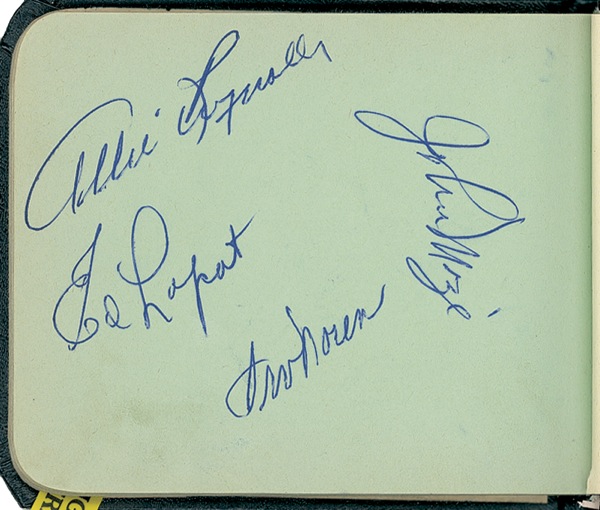 Allie Reynolds
Ed Lopat
Irv Noren
Johnny Mize
G
R